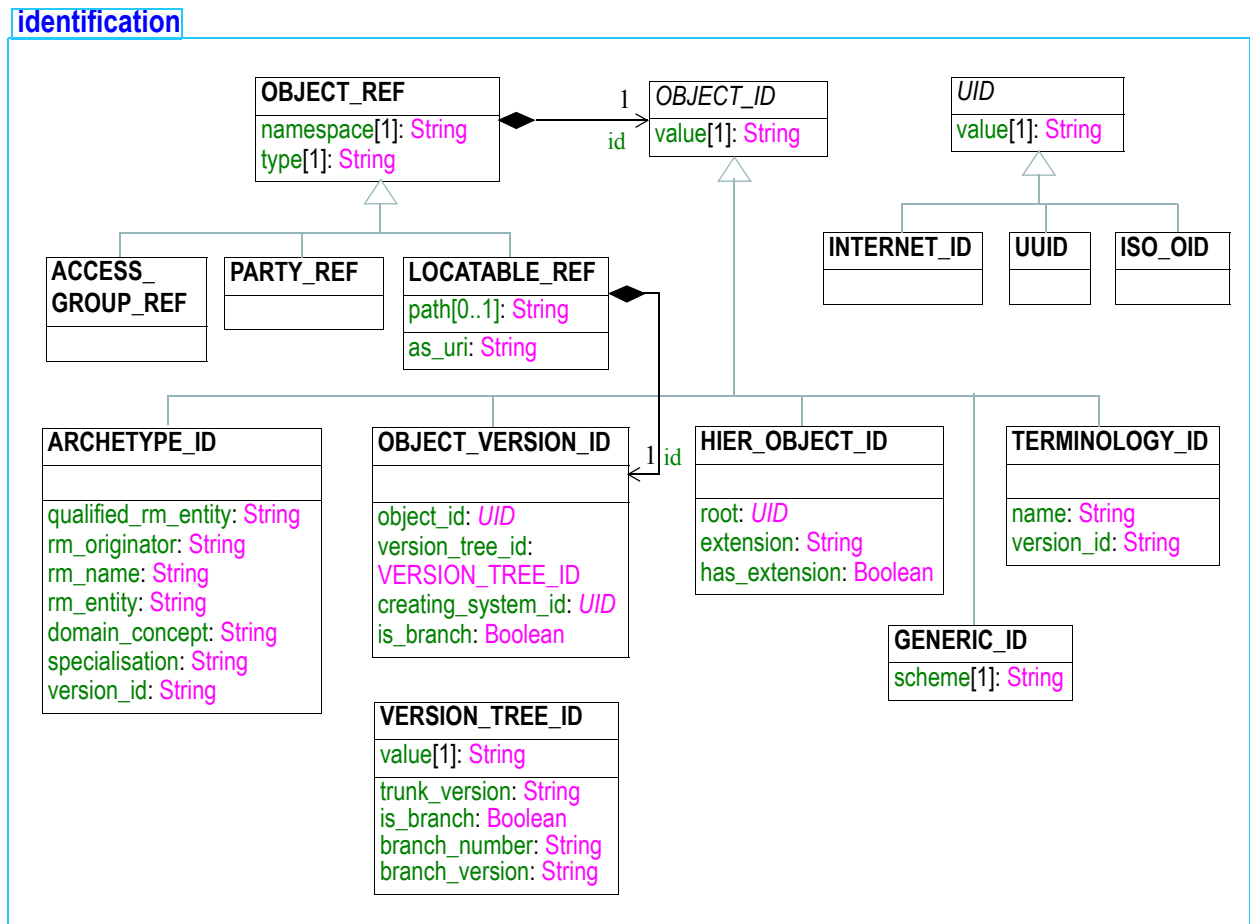 identification
OBJECT_REF
namespace[1]: String
type[1]: String
1
id
OBJECT_ID
value[1]: String
UID
value[1]: String
ACCESS_
GROUP_REF
PARTY_REF
LOCATABLE_REF
path[0..1]: String
as_uri: String
INTERNET_ID
UUID
ISO_OID
ARCHETYPE_ID
qualified_rm_entity: String
rm_originator: String
rm_name: String
rm_entity: String
domain_concept: String
specialisation: String
version_id: String
OBJECT_VERSION_ID
object_id: UID
version_tree_id:
VERSION_TREE_ID
creating_system_id: UID
is_branch: Boolean
1 id
HIER_OBJECT_ID
root: UID
extension: String
has_extension: Boolean
TERMINOLOGY_ID
name: String
version_id: String
GENERIC_ID
scheme[1]: String
VERSION_TREE_ID
value[1]: String
trunk_version: String
is_branch: Boolean
branch_number: String
branch_version: String